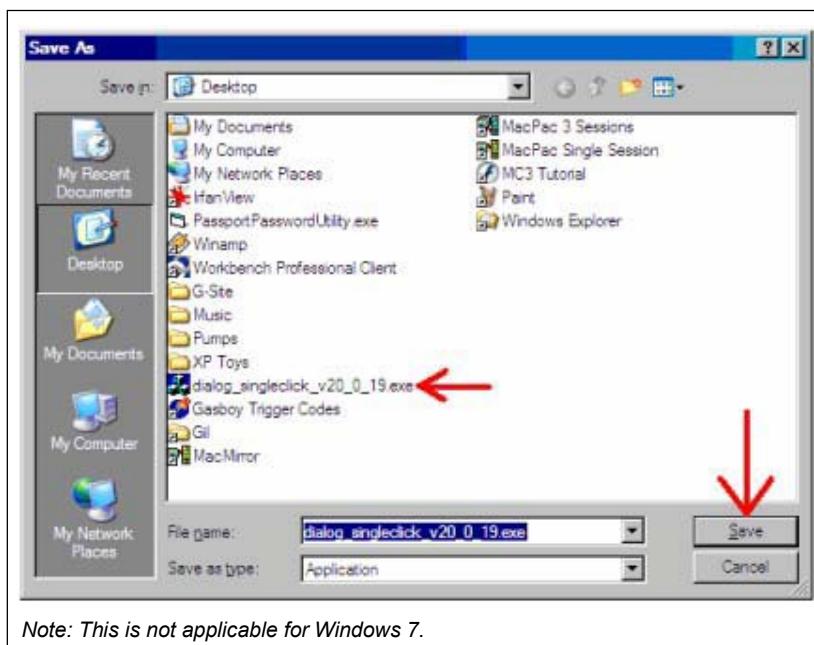 Save As
Save in: Desktop
My Recent Documents
Desktop
My Documents
My Computer
My Network Places
My Documents
My Computer
My Network Places
IrfanView
PassportPasswordUtility.exe
Winamp
Workbench Professional Client
G-Site
Music
Pumps
XP Toys
dialog_singleclick_v20_0_19.exe
Gasboy Trigger Codes
Gil
MacMirror
MacPac 3 Sessions
MacPac Single Session
MC3 Tutorial
Paint
Windows Explorer
File name: dialog_singleclick_v20_0_19.exe
Save
Save as type: Application
Cancel
Note: This is not applicable for Windows 7.